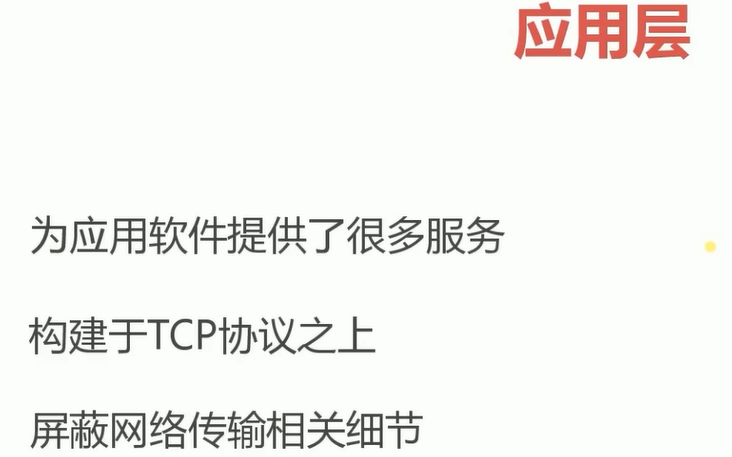 应用层
为应用软件提供了很多服务
构建于TCP协议之上
屏蔽网络传输相关细节